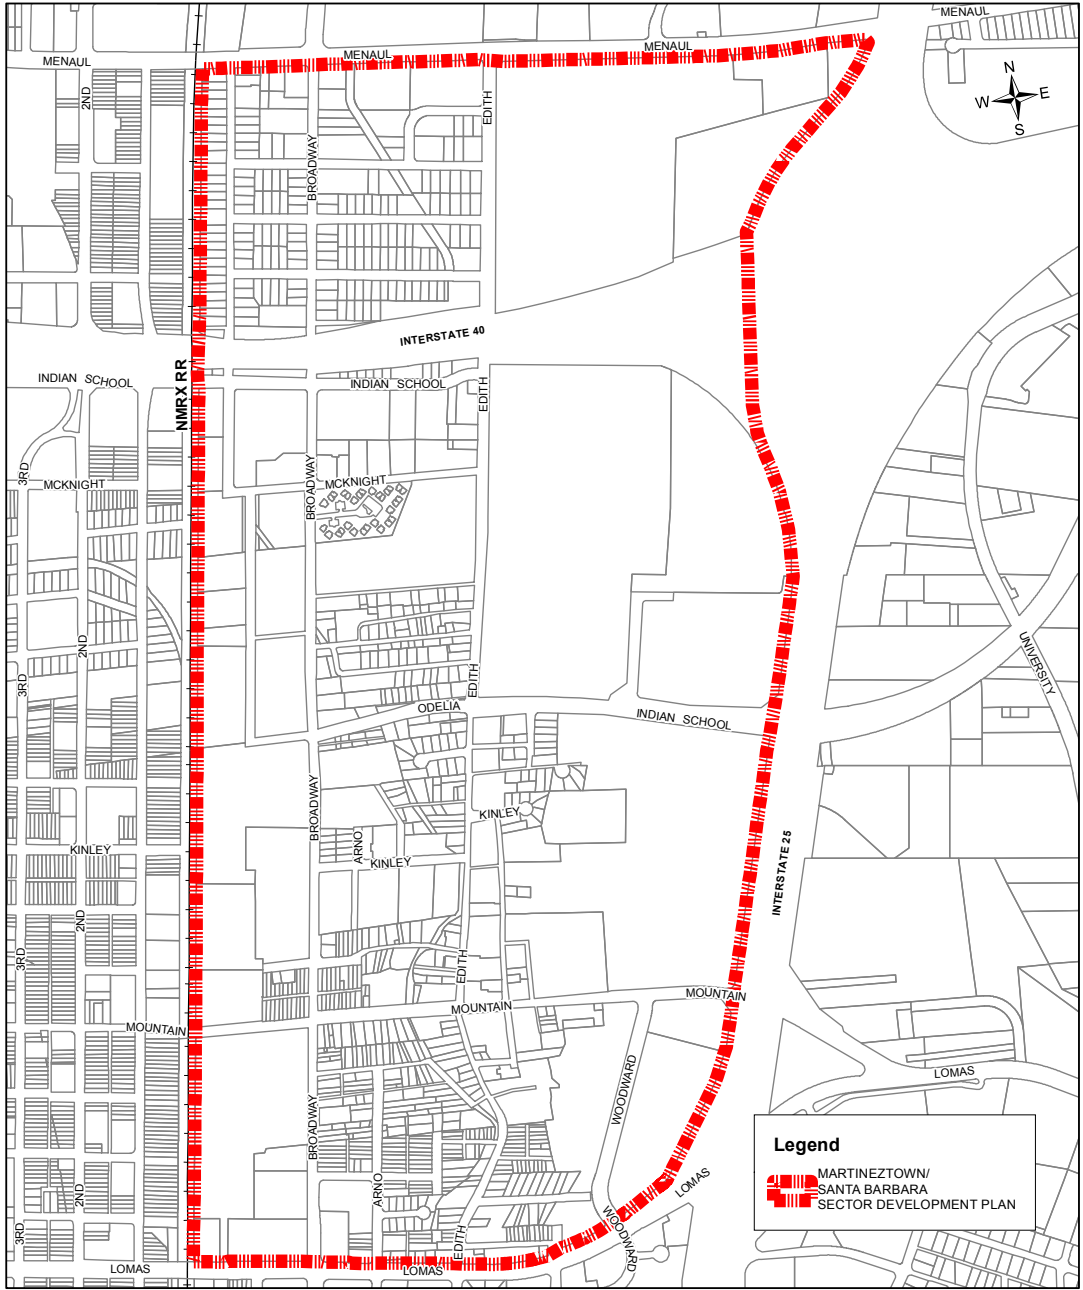 MENAUL
MENAUL
MENAUL
MENAUL
N
W
E
S
2ND
EDITH
BROADWAY
INTERSTATE 40
INDIAN SCHOOL
NMRX RR
INDIAN SCHOOL
EDITH
3RD
MCKNIGHT
BROADWAY
MCKNIGHT
2ND
3RD
EDITH
UNIVERSITY
ODELIA
INDIAN SCHOOL
BROADWAY
KINLEY
KINLEY
ARNO
KINLEY
INTERSTATE 25
2ND
3RD
EDITH
MOUNTAIN
MOUNTAIN
MOUNTAIN
WOODWARD
LOMAS
BROADWAY
Legend
MARTINEZTOWN/
SANTA BARBARA
SECTOR DEVELOPMENT PLAN
2ND
ARNO
LOMAS
3RD
EDITH
WOODWARD
LOMAS
LOMAS